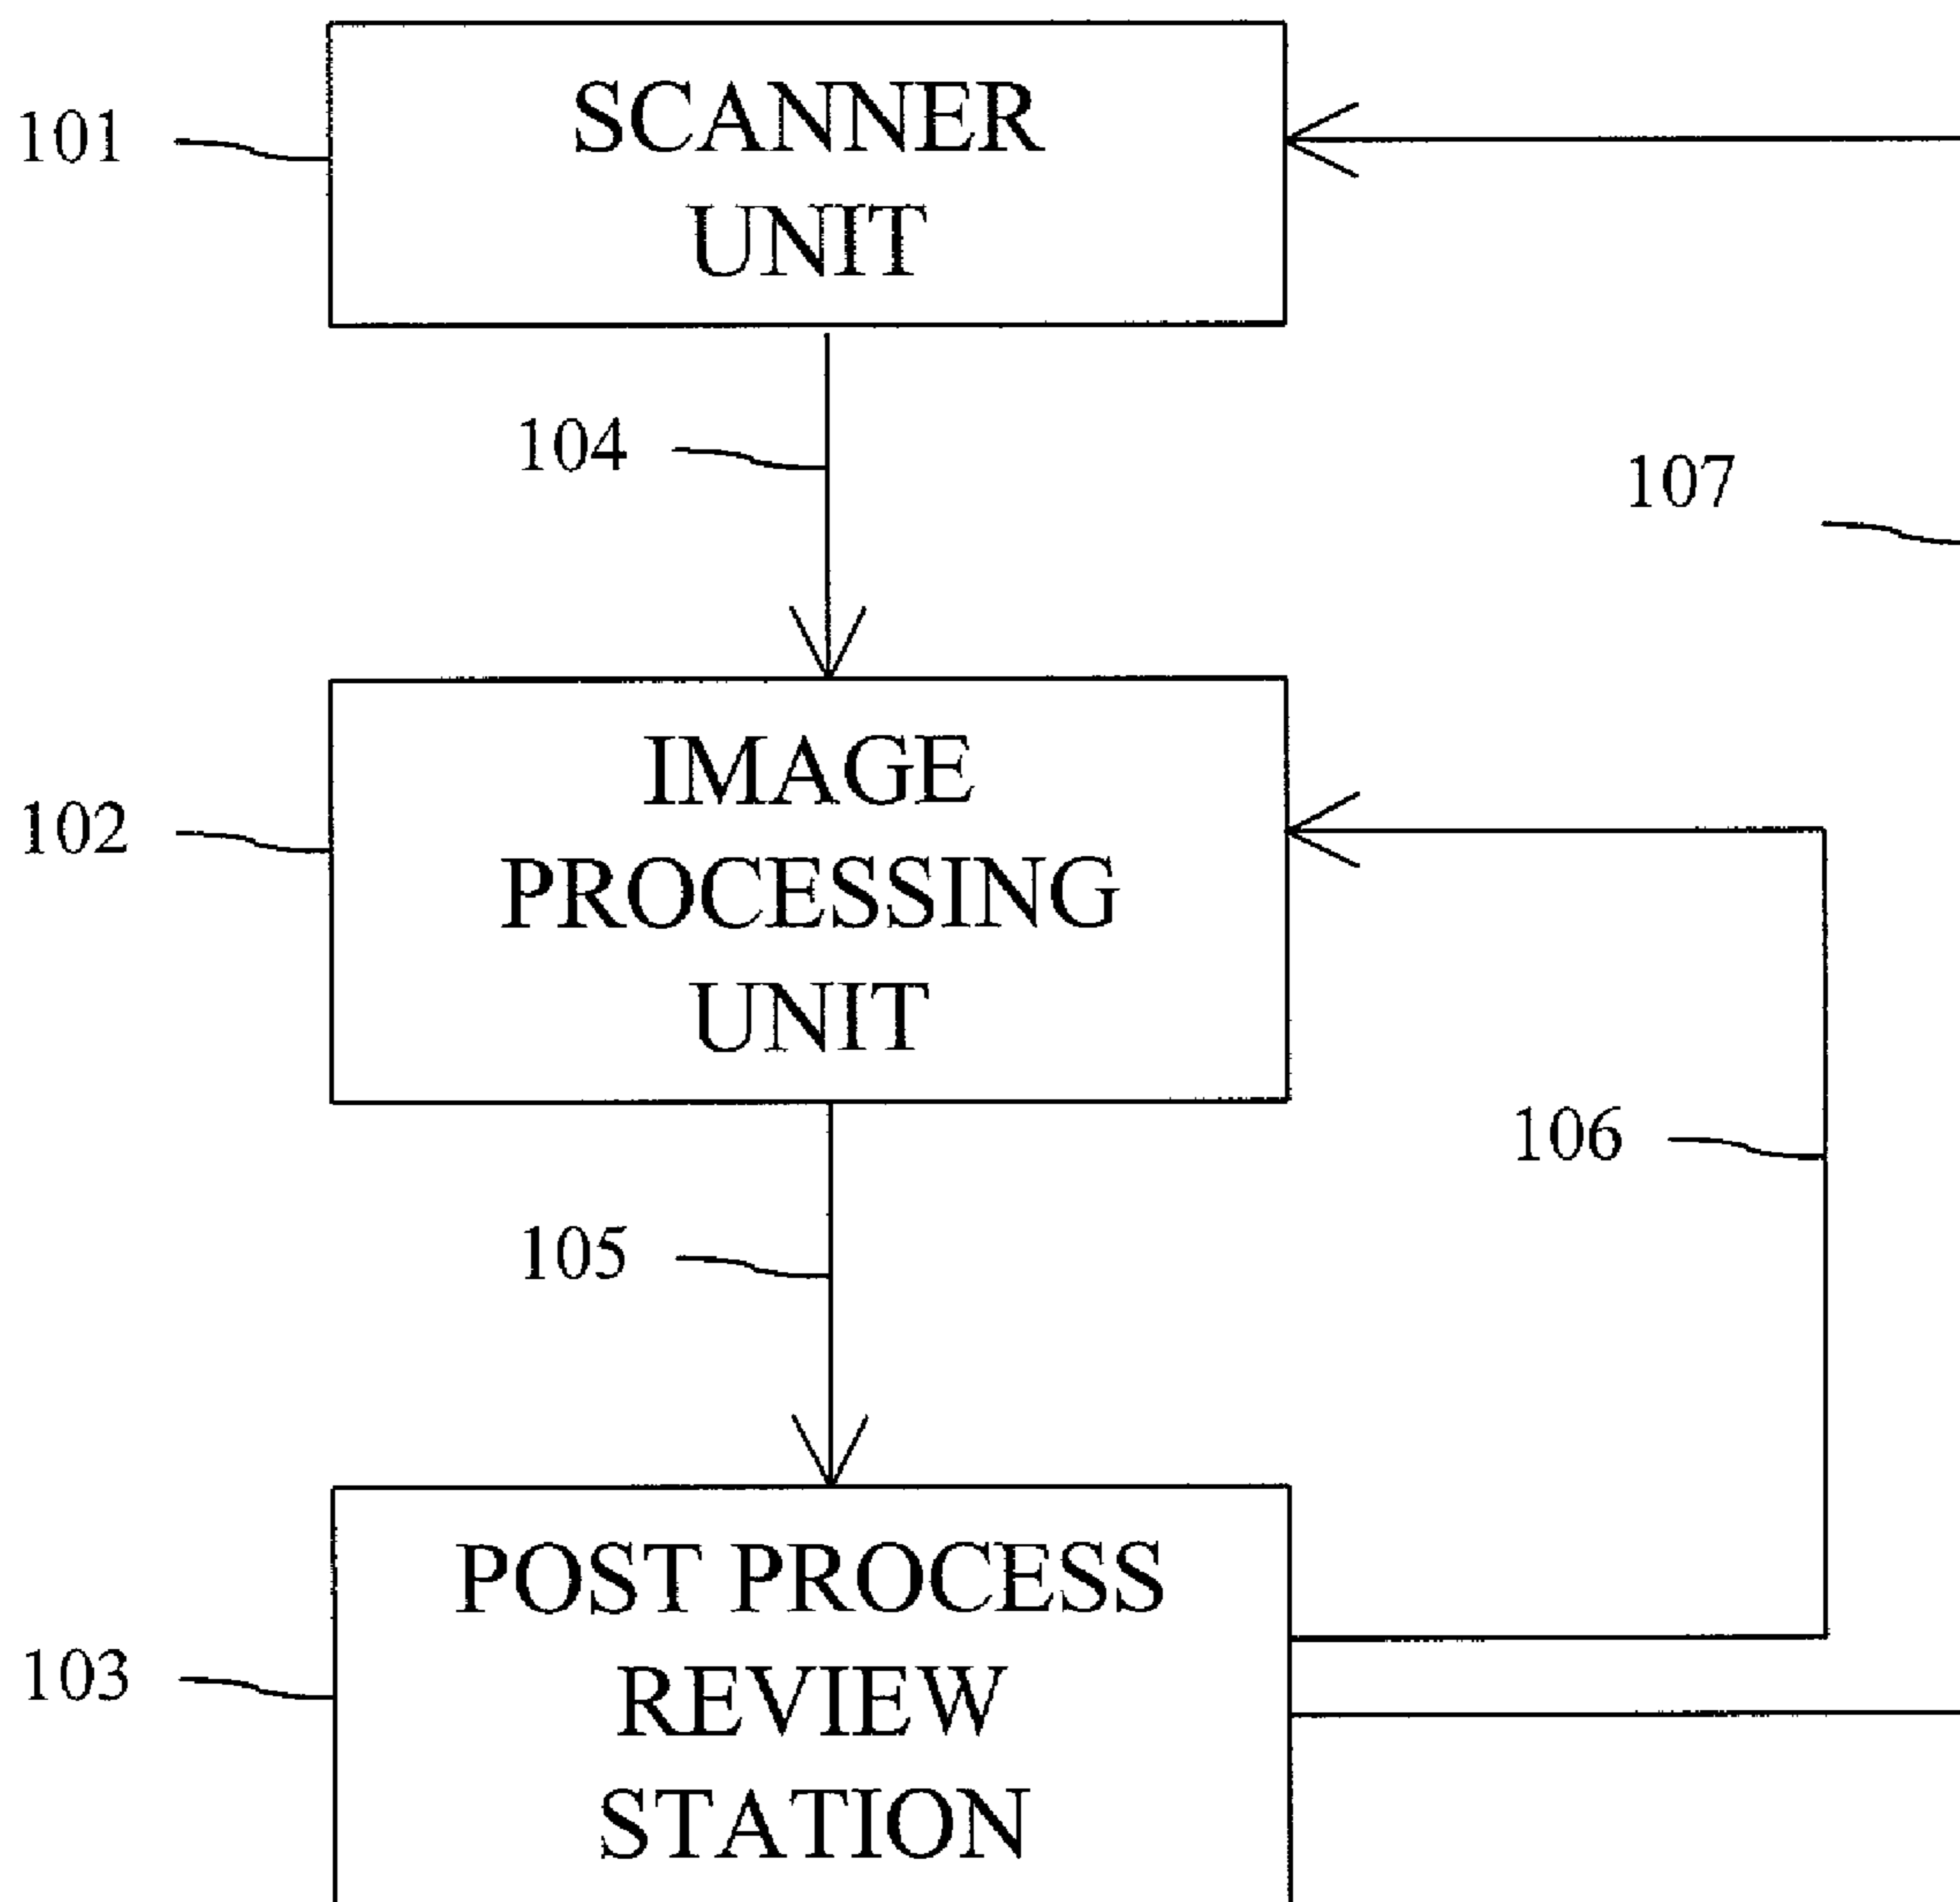 101
SCANNER
UNIT
104
107
102
IMAGE
PROCESSING
UNIT
106
105
103
POST PROCESS
REVIEW
STATION